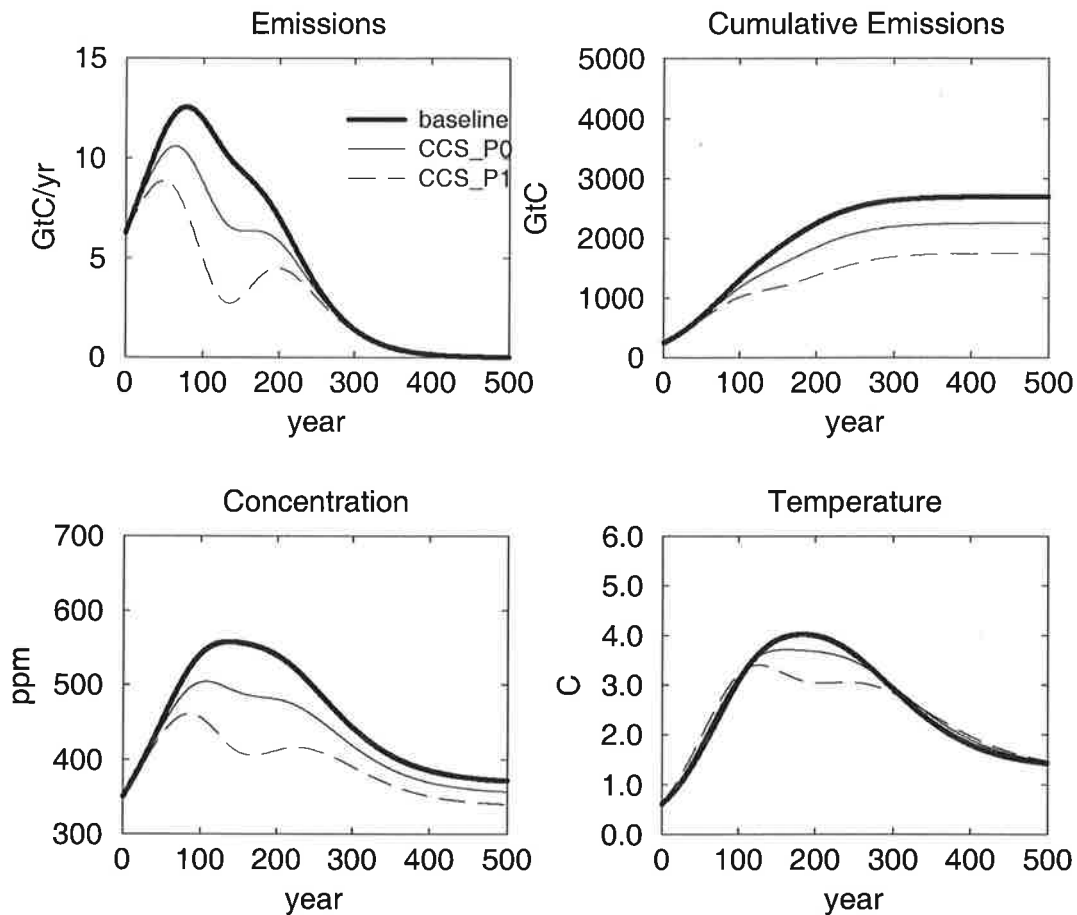 Emissions
15
10
5
0
GtC/yr
0 100 200 300 400 500
year
baseline
CCS_P0
CCS_P1
Cumulative Emissions
5000
4000
3000
2000
1000
0
GtC
0 100 200 300 400 500
year
Concentration
700
600
500
400
300
ppm
0 100 200 300 400 500
year
Temperature
6.0
5.0
4.0
3.0
2.0
1.0
0.0
C
0 100 200 300 400 500
year